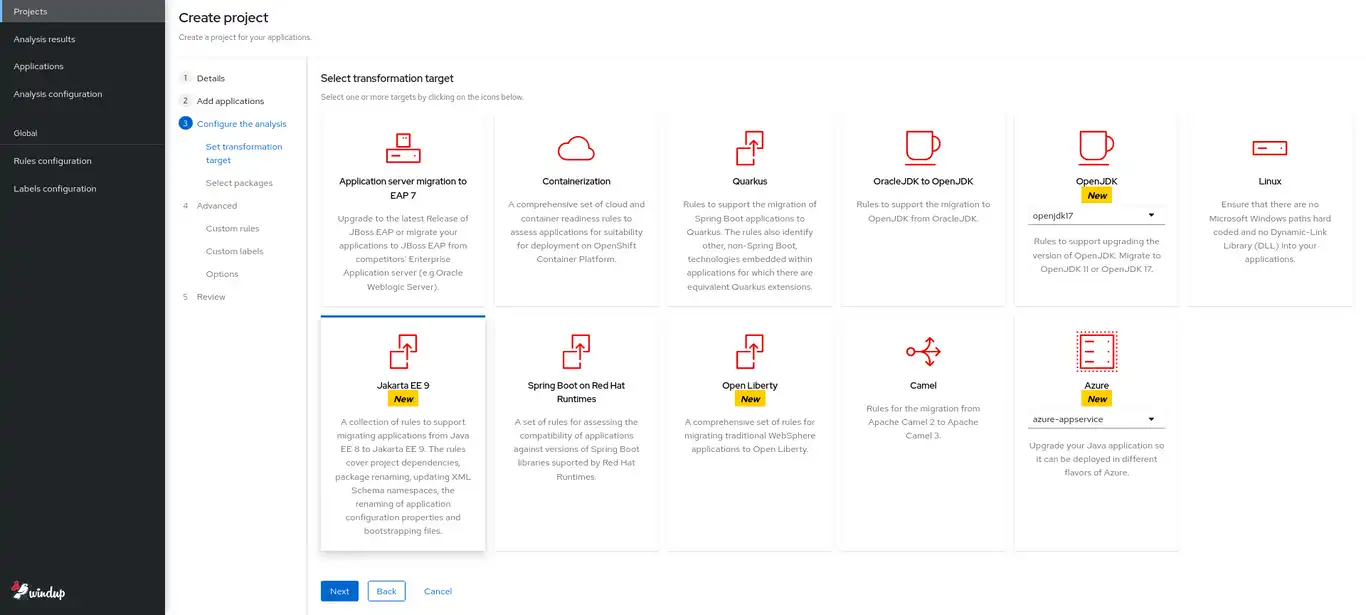 Projects
Analysis results
Applications
Analysis configuration
Global
Rules configuration
Labels configuration
windup
Create project
Create a project for your applications.
1 Details
2 Add applications
3 Configure the analysis
Set transformation
target
Select packages
4 Advanced
Custom rules
Custom labels
Options
5 Review
Select transformation target
Select one or more targets by clicking on the icons below.
Application server migration to
EAP 7
Upgrade to the latest Release of
JBoss EAP or migrate your
applications to JBoss EAP from
competitors' Enterprise
Application server (e.g Oracle
Weblogic Server).
Containerization
A comprehensive set of cloud and
container readiness rules to
assess applications for suitability
for deployment on OpenShift
Container Platform.
Quarkus
Rules to support the migration of
Spring Boot applications to
Quarkus. The rules also identify
other, non-Spring Boot,
technologies embedded within
applications for which there are
equivalent Quarkus extensions.
OracleJDK to OpenJDK
Rules to support the migration to
OpenJDK from OracleJDK.
OpenJDK
New
openjdk17
Rules to support upgrading the
version of OpenJDK. Migrate to
OpenJDK 11 or OpenJDK 17.
Linux
Ensure that there are no
Microsoft Windows paths hard
coded and no Dynamic-Link
Library (DLL) into your
applications.
Jakarta EE 9
New
A collection of rules to support
migrating applications from Java
EE 8 to Jakarta EE 9. The rules
cover project dependencies,
package renaming, updating XML
Schema namespaces, the
renaming of application
configuration properties and
bootstrapping files.
Spring Boot on Red Hat
Runtimes
A set of rules for assessing the
compatibility of applications
against versions of Spring Boot
libraries suported by Red Hat
Runtimes.
Open Liberty
New
A comprehensive set of rules for
migrating traditional WebSphere
applications to Open Liberty.
Camel
Rules for the migration from
Apache Camel 2 to Apache
Camel 3.
Azure
New
azure-appservice
Upgrade your Java application so
it can be deployed in different
flavors of Azure.
Next
Back
Cancel